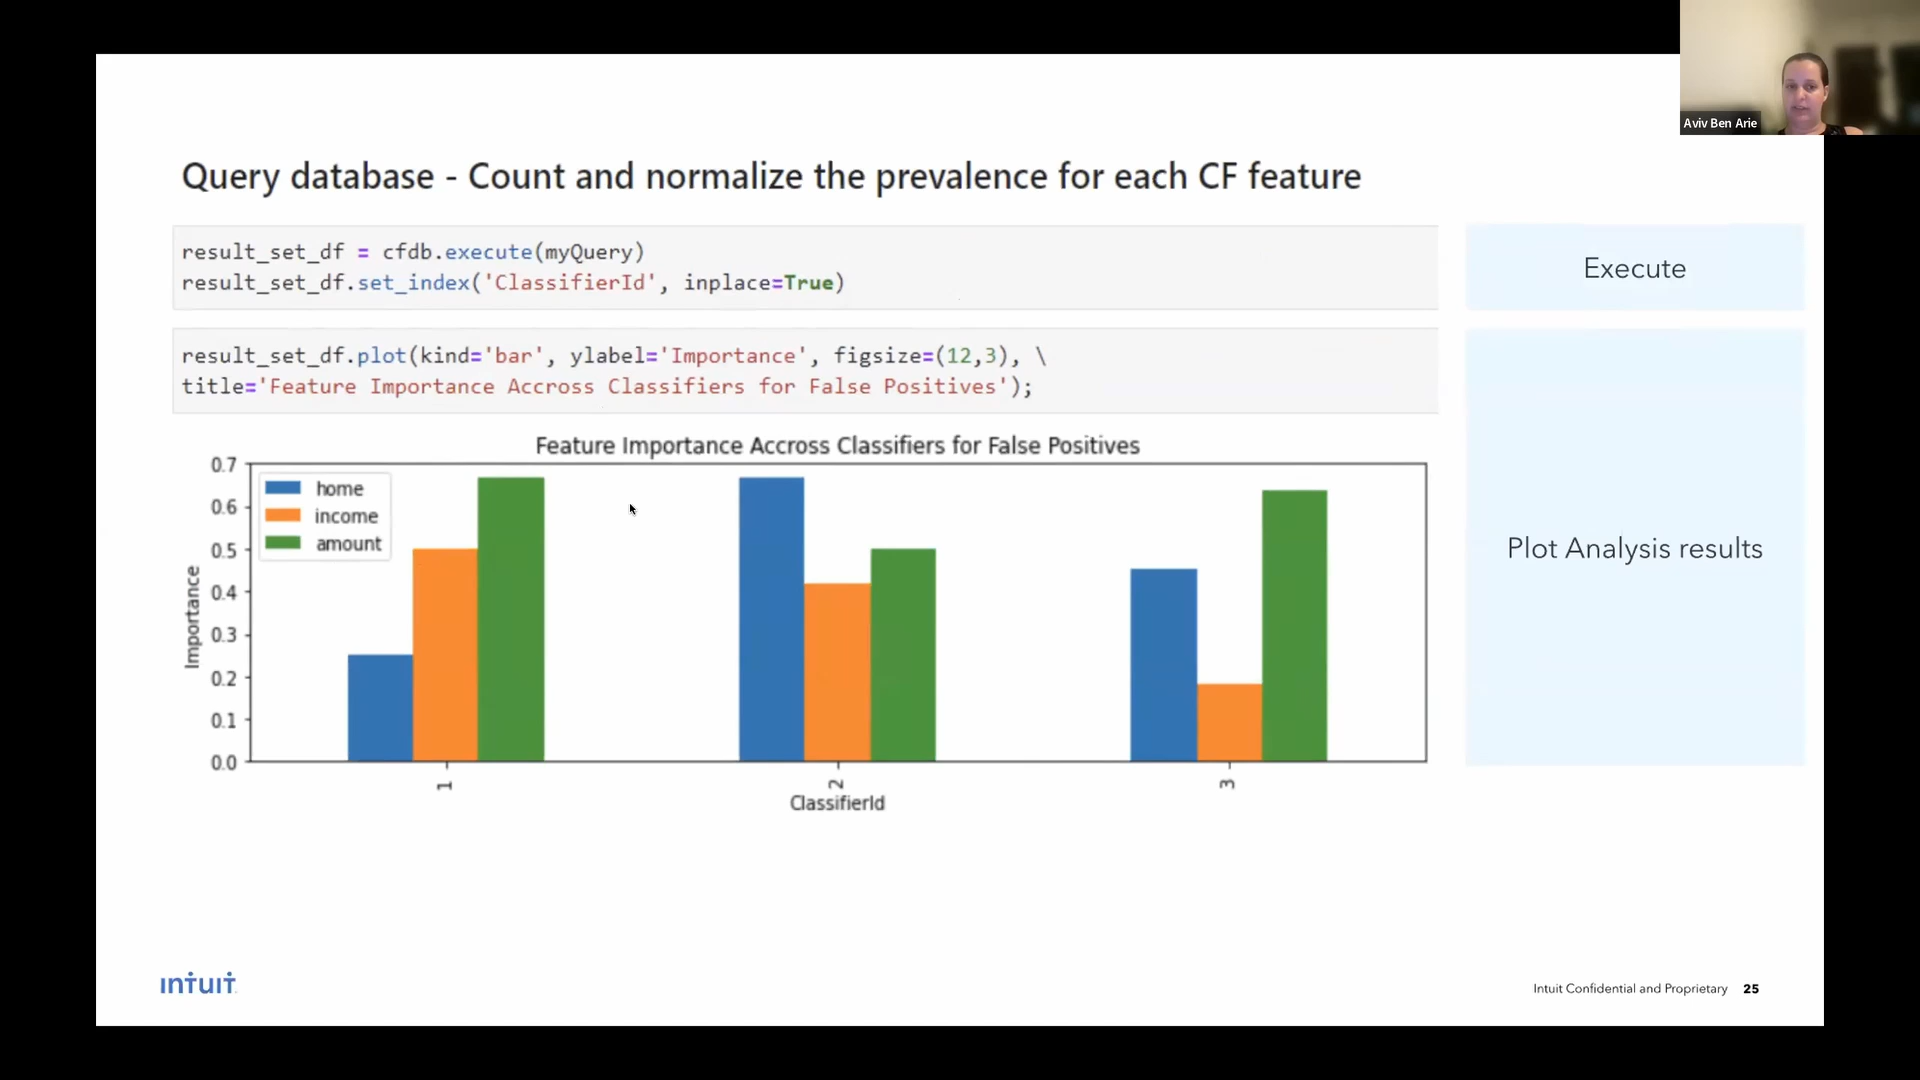 Aviv Ben Arie
Query database - Count and normalize the prevalence for each CF feature
result_set_df = cfdb.execute(myQuery)
result_set_df.set_index('ClassifierId', inplace=True)
Execute
result_set_df.plot(kind='bar', ylabel='Importance', figsize=(12,3), \
title='Feature Importance Accross Classifiers for False Positives');
Plot Analysis results
Feature Importance Accross Classifiers for False Positives
home
income
amount
Importance
0.7
0.6
0.5
0.4
0.3
0.2
0.1
0.0
1
2
3
ClassifierId
intuit
Intuit Confidential and Proprietary 25